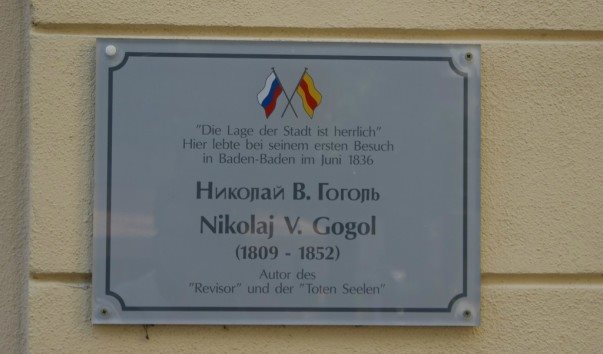 "Die Lage der Stadt ist herrlich"
Hier lebte bei seinem ersten Besuch
in Baden-Baden im Juni 1836
Николай В. Гоголь
Nikolaj V. Gogol
(1809 - 1852)
Autor des
"Revisor" und der "Toten Seelen"